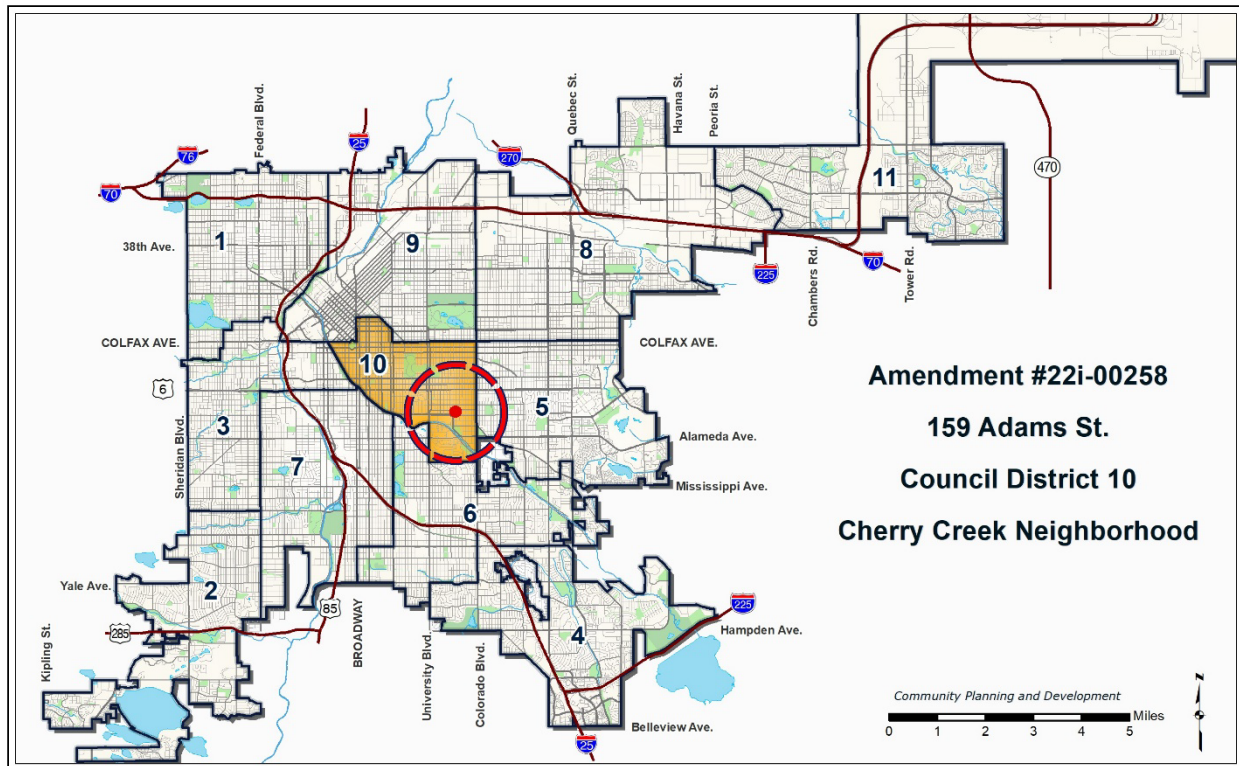 Federal Blvd.
Quebec St.
Havana St.
Peoria St.
76
25
270
70
470
11
1
9
8
38th Ave.
225
70
Chambers Rd.
Tower Rd.
COLFAX AVE.
COLFAX AVE.
10
6
Amendment #22i-00258
159 Adams St.
Council District 10
Cherry Creek Neighborhood
3
5
Sheridan Blvd.
Alameda Ave.
7
Mississippi Ave.
6
Yale Ave.
2
85
BROADWAY
225
285
Hampden Ave.
4
Kipling St.
University Blvd.
Colorado Blvd.
Community Planning and Development
Miles
0 1 2 3 4 5
N
Belleview Ave.
25